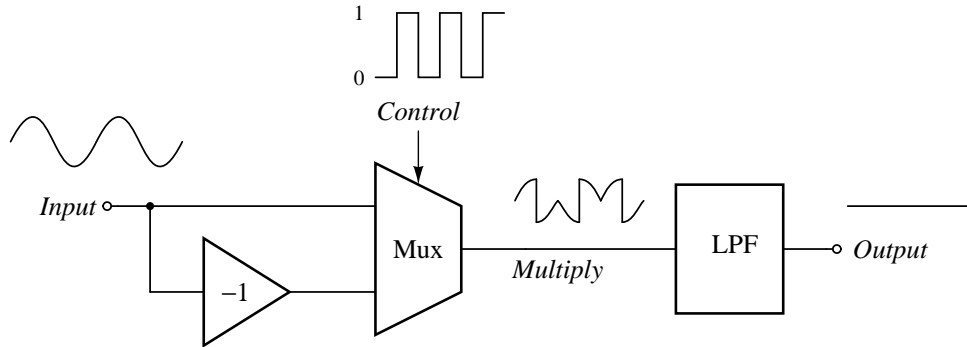 1
0
Control
Input
−1
Mux
Multiply
LPF
Output